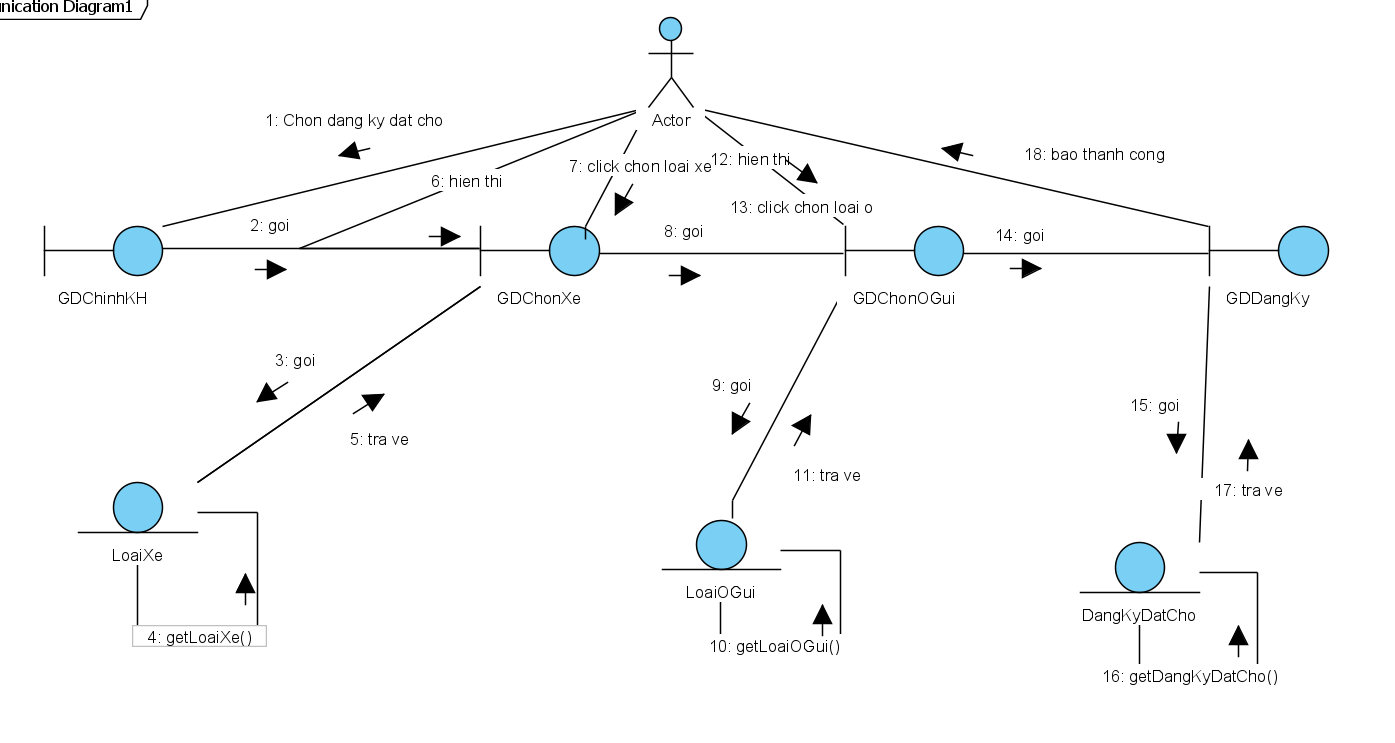 nication Diagram1
Actor
1: Chon dang ky dat cho
18: bao thanh cong
12: hien thi
7: click chon loai xe
6: hien thi
13: click chon loai o
2: goi
8: goi
14: goi
GDChinhKH
GDChonXe
GDChonOGui
GDDangKy
3: goi
9: goi
15: goi
5: tra ve
11: tra ve
17: tra ve
LoaiXe
LoaiOGui
DangKyDatCho
4: getLoaiXe()
10: getLoaiOGui()
16: getDangKyDatCho()